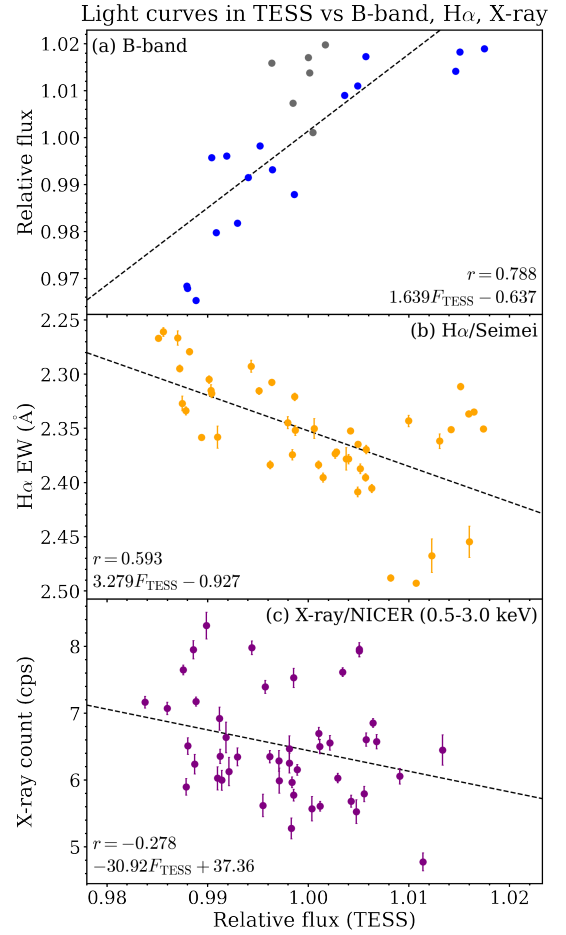 Light curves in TESS vs B-band, Hα, X-ray
(a) B-band
1.02
1.01
1.00
0.99
0.98
0.97
Relative flux
r = 0.788
1.639F_TESS − 0.637
(b) Hα/Seimei
2.25
2.30
2.35
2.40
2.45
2.50
Hα EW (Å)
r = 0.593
3.279F_TESS − 0.927
(c) X-ray/NICER (0.5-3.0 keV)
8
7
6
5
X-ray count (cps)
r = −0.278
−30.92F_TESS + 37.36
0.98 0.99 1.00 1.01 1.02
Relative flux (TESS)